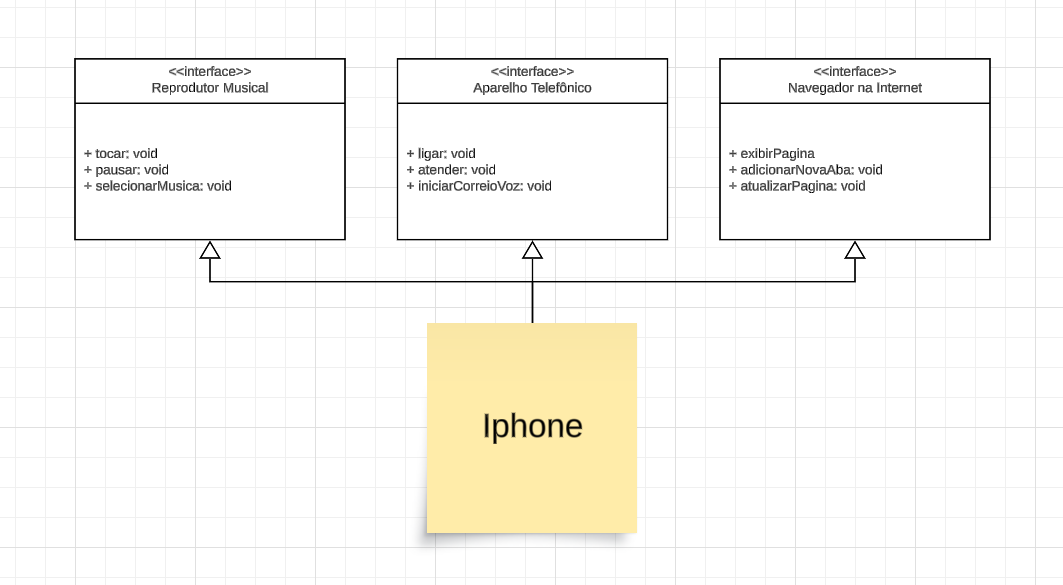 <<interface>>
Reprodutor Musical
+ tocar: void
+ pausar: void
+ selecionarMusica: void
<<interface>>
Aparelho Telefônico
+ ligar: void
+ atender: void
+ iniciarCorreioVoz: void
<<interface>>
Navegador na Internet
+ exibirPagina
+ adicionarNovaAba: void
+ atualizarPagina: void
Iphone